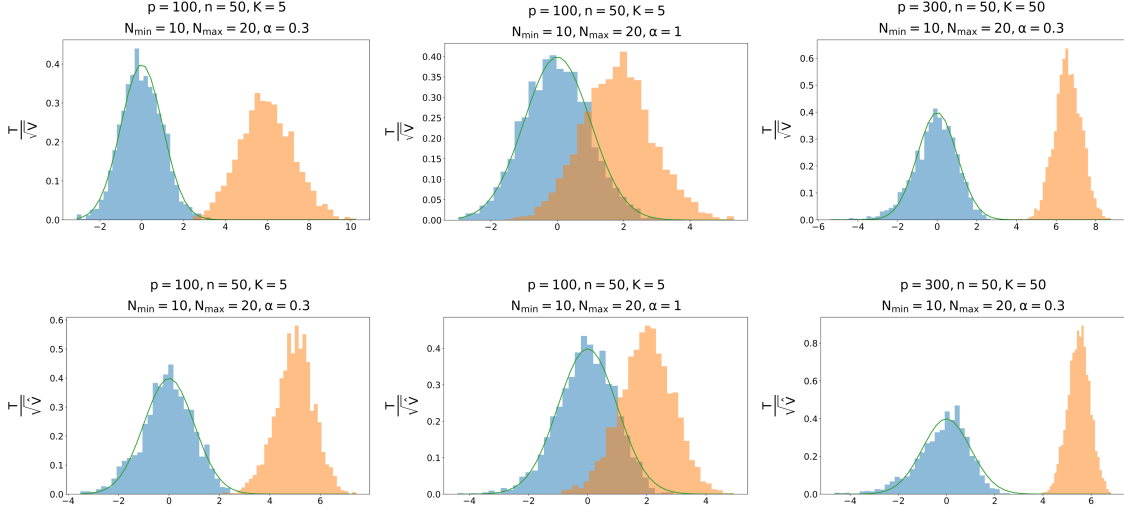 p = 100, n = 50, K = 5
N_min = 10, N_max = 20, α = 0.3
T
√V
0.4
0.3
0.2
0.1
0.0
−2 0 2 4 6 8 10
p = 100, n = 50, K = 5
N_min = 10, N_max = 20, α = 1
T
√V
0.40
0.35
0.30
0.25
0.20
0.15
0.10
0.05
0.00
−2 0 2 4
p = 300, n = 50, K = 50
N_min = 10, N_max = 20, α = 0.3
T
√V
0.6
0.5
0.4
0.3
0.2
0.1
0.0
−6 −4 −2 0 2 4 6 8
p = 100, n = 50, K = 5
N_min = 10, N_max = 20, α = 0.3
T
√V̂
0.6
0.5
0.4
0.3
0.2
0.1
0.0
−4 −2 0 2 4 6
p = 100, n = 50, K = 5
N_min = 10, N_max = 20, α = 1
T
√V̂
0.4
0.3
0.2
0.1
0.0
−4 −2 0 2 4
p = 300, n = 50, K = 50
N_min = 10, N_max = 20, α = 0.3
T
√V̂
0.8
0.6
0.4
0.2
0.0
−4 −2 0 2 4 6